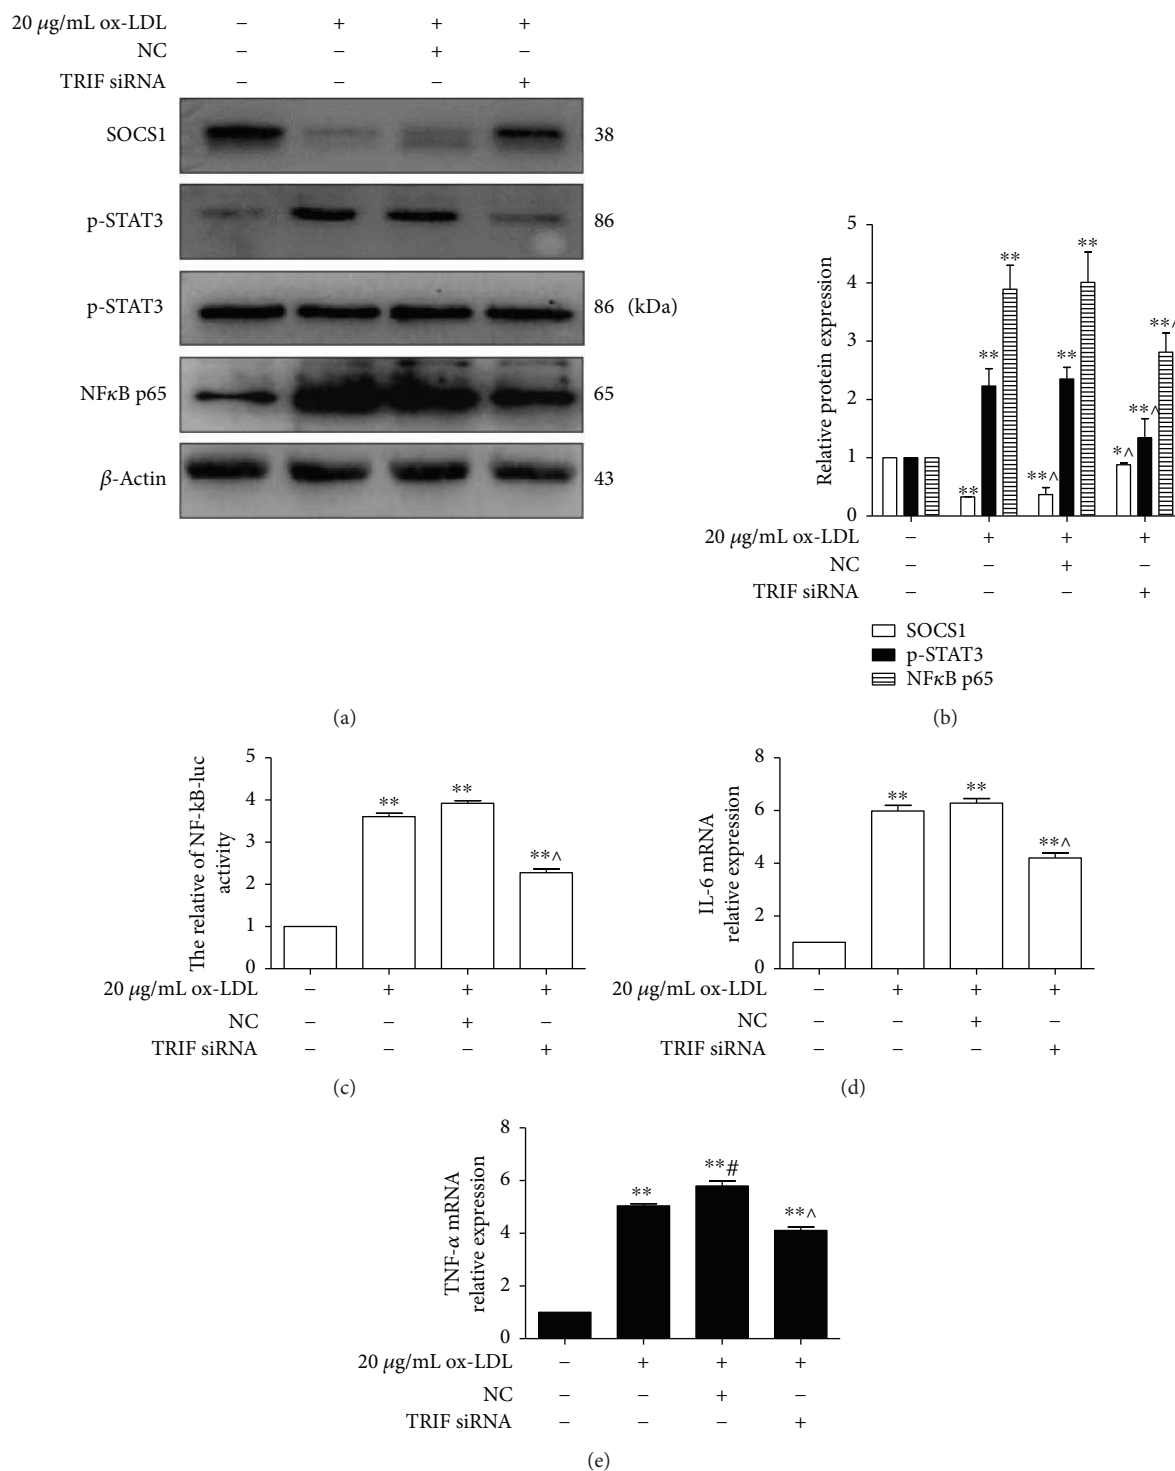 20 μg/mL ox-LDL − + + +
NC − − + −
TRIF siRNA − − − +
SOCS1 38
p-STAT3 86
p-STAT3 86 (kDa)
NFκB p65 65
β-Actin 43
(a)
Relative protein expression
5
4
3
2
1
0
** ** **
**^ ** **
*^ **^ **^
20 μg/mL ox-LDL − + + +
NC − − + −
TRIF siRNA − − − +
SOCS1
p-STAT3
NFκB p65
(b)
The relative of NF-kB-luc
activity
5
4
3
2
1
0
** ** **^
20 μg/mL ox-LDL − + + +
NC − − + −
TRIF siRNA − − − +
(c)
IL-6 mRNA
relative expression
8
6
4
2
0
** ** **^
20 μg/mL ox-LDL − + + +
NC − − + −
TRIF siRNA − − − +
(d)
TNF-α mRNA
relative expression
8
6
4
2
0
** **# **^
20 μg/mL ox-LDL − + + +
NC − − + −
TRIF siRNA − − − +
(e)